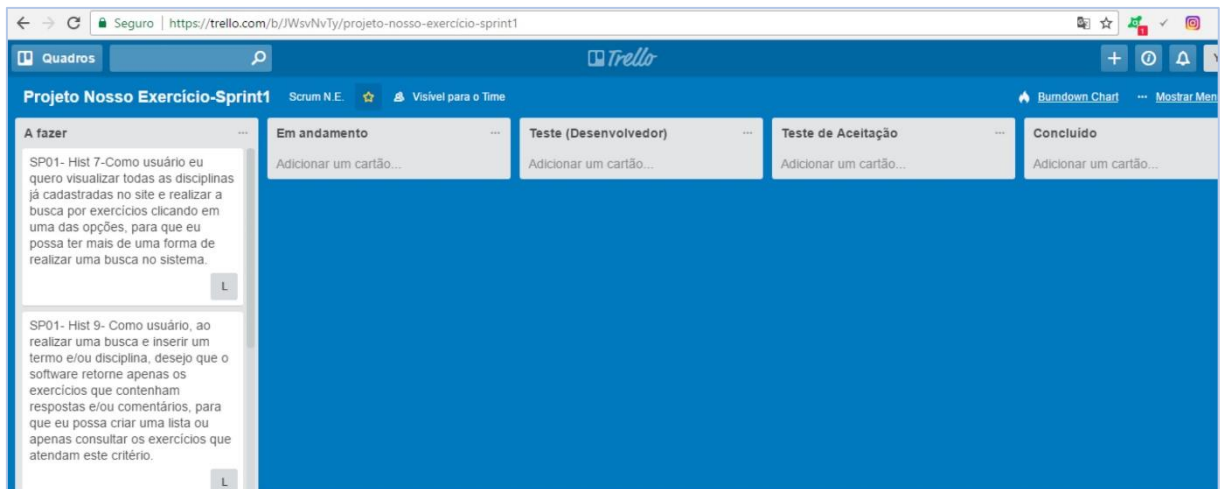 Seguro | https://trello.com/b/JWsvNvTy/projeto-nosso-exercício-sprint1
Quadros
Trello
Projeto Nosso Exercício-Sprint1
Scrum N.E.
Visível para o Time
Burndown Chart
... Mostrar Men
A fazer
SP01- Hist 7-Como usuário eu
quero visualizar todas as disciplinas
já cadastradas no site e realizar a
busca por exercícios clicando em
uma das opções, para que eu
possa ter mais de uma forma de
realizar uma busca no sistema.
L
SP01- Hist 9- Como usuário, ao
realizar uma busca e inserir um
termo e/ou disciplina, desejo que o
software retorne apenas os
exercícios que contenham
respostas e/ou comentários, para
que eu possa criar uma lista ou
apenas consultar os exercícios que
atendam este critério.
L
Em andamento
Adicionar um cartão...
Teste (Desenvolvedor)
Adicionar um cartão...
Teste de Aceitação
Adicionar um cartão...
Concluído
Adicionar um cartão...
1